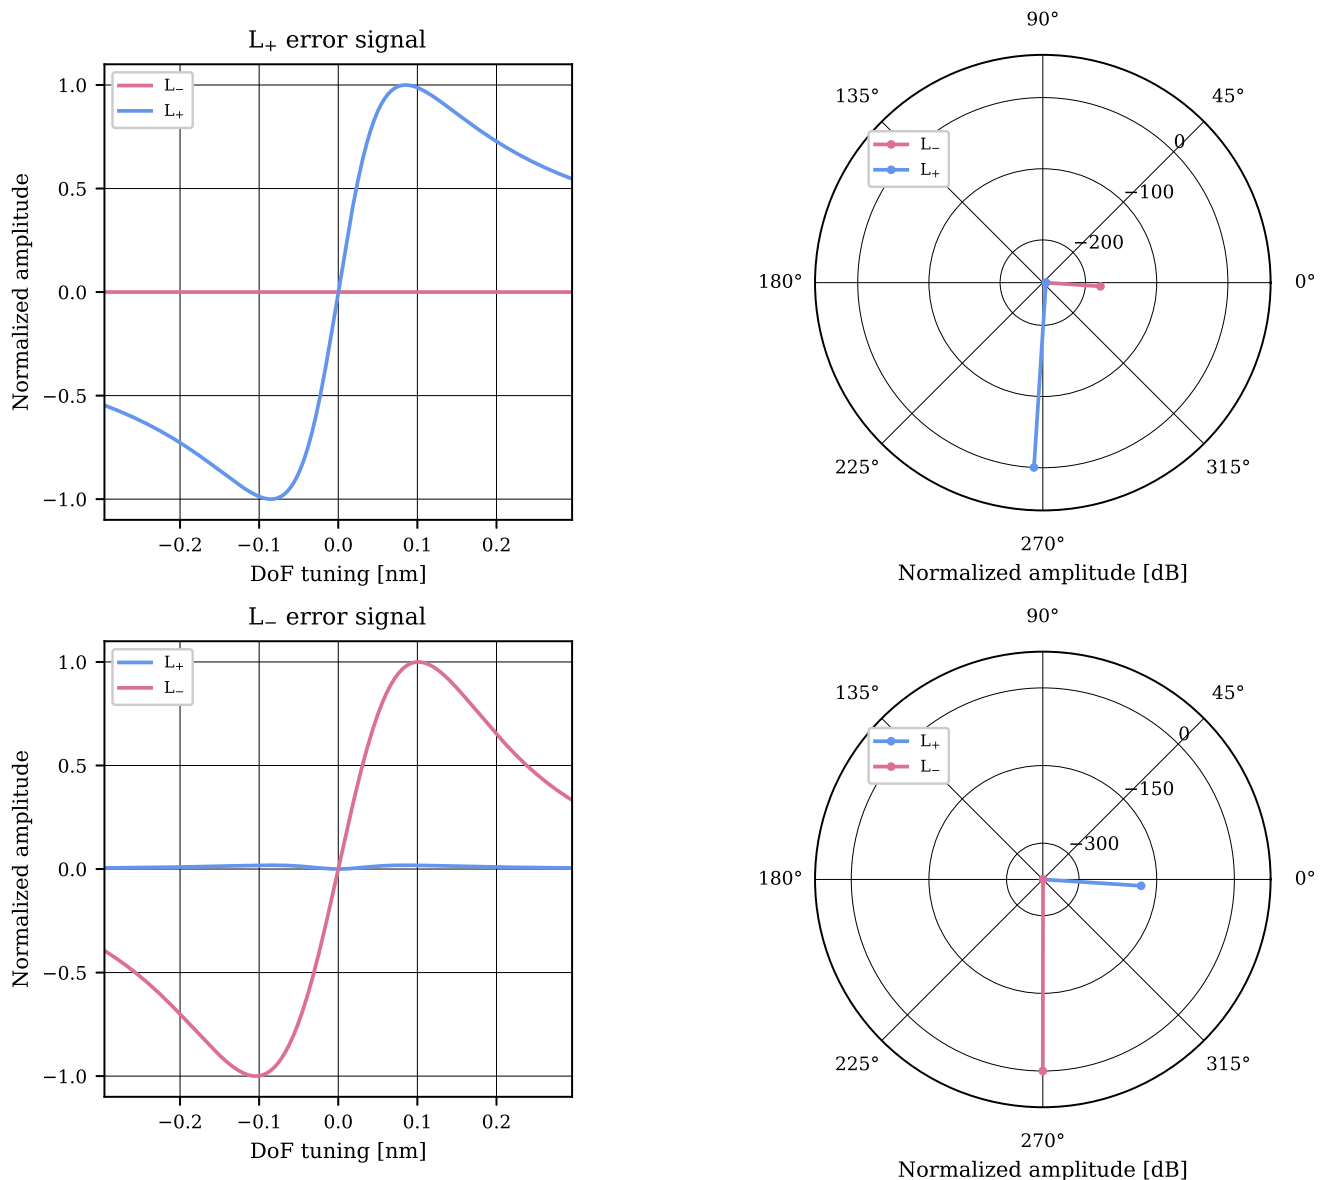 L₊ error signal
L₋
L₊
Normalized amplitude
1.0
0.5
0.0
−0.5
−1.0
−0.2
−0.1
0.0
0.1
0.2
DoF tuning [nm]
90°
135°
45°
L₋
L₊
0
−100
−200
180°
0°
225°
315°
270°
Normalized amplitude [dB]
L₋ error signal
L₊
L₋
Normalized amplitude
1.0
0.5
0.0
−0.5
−1.0
−0.2
−0.1
0.0
0.1
0.2
DoF tuning [nm]
90°
135°
45°
L₊
L₋
0
−150
−300
180°
0°
225°
315°
270°
Normalized amplitude [dB]